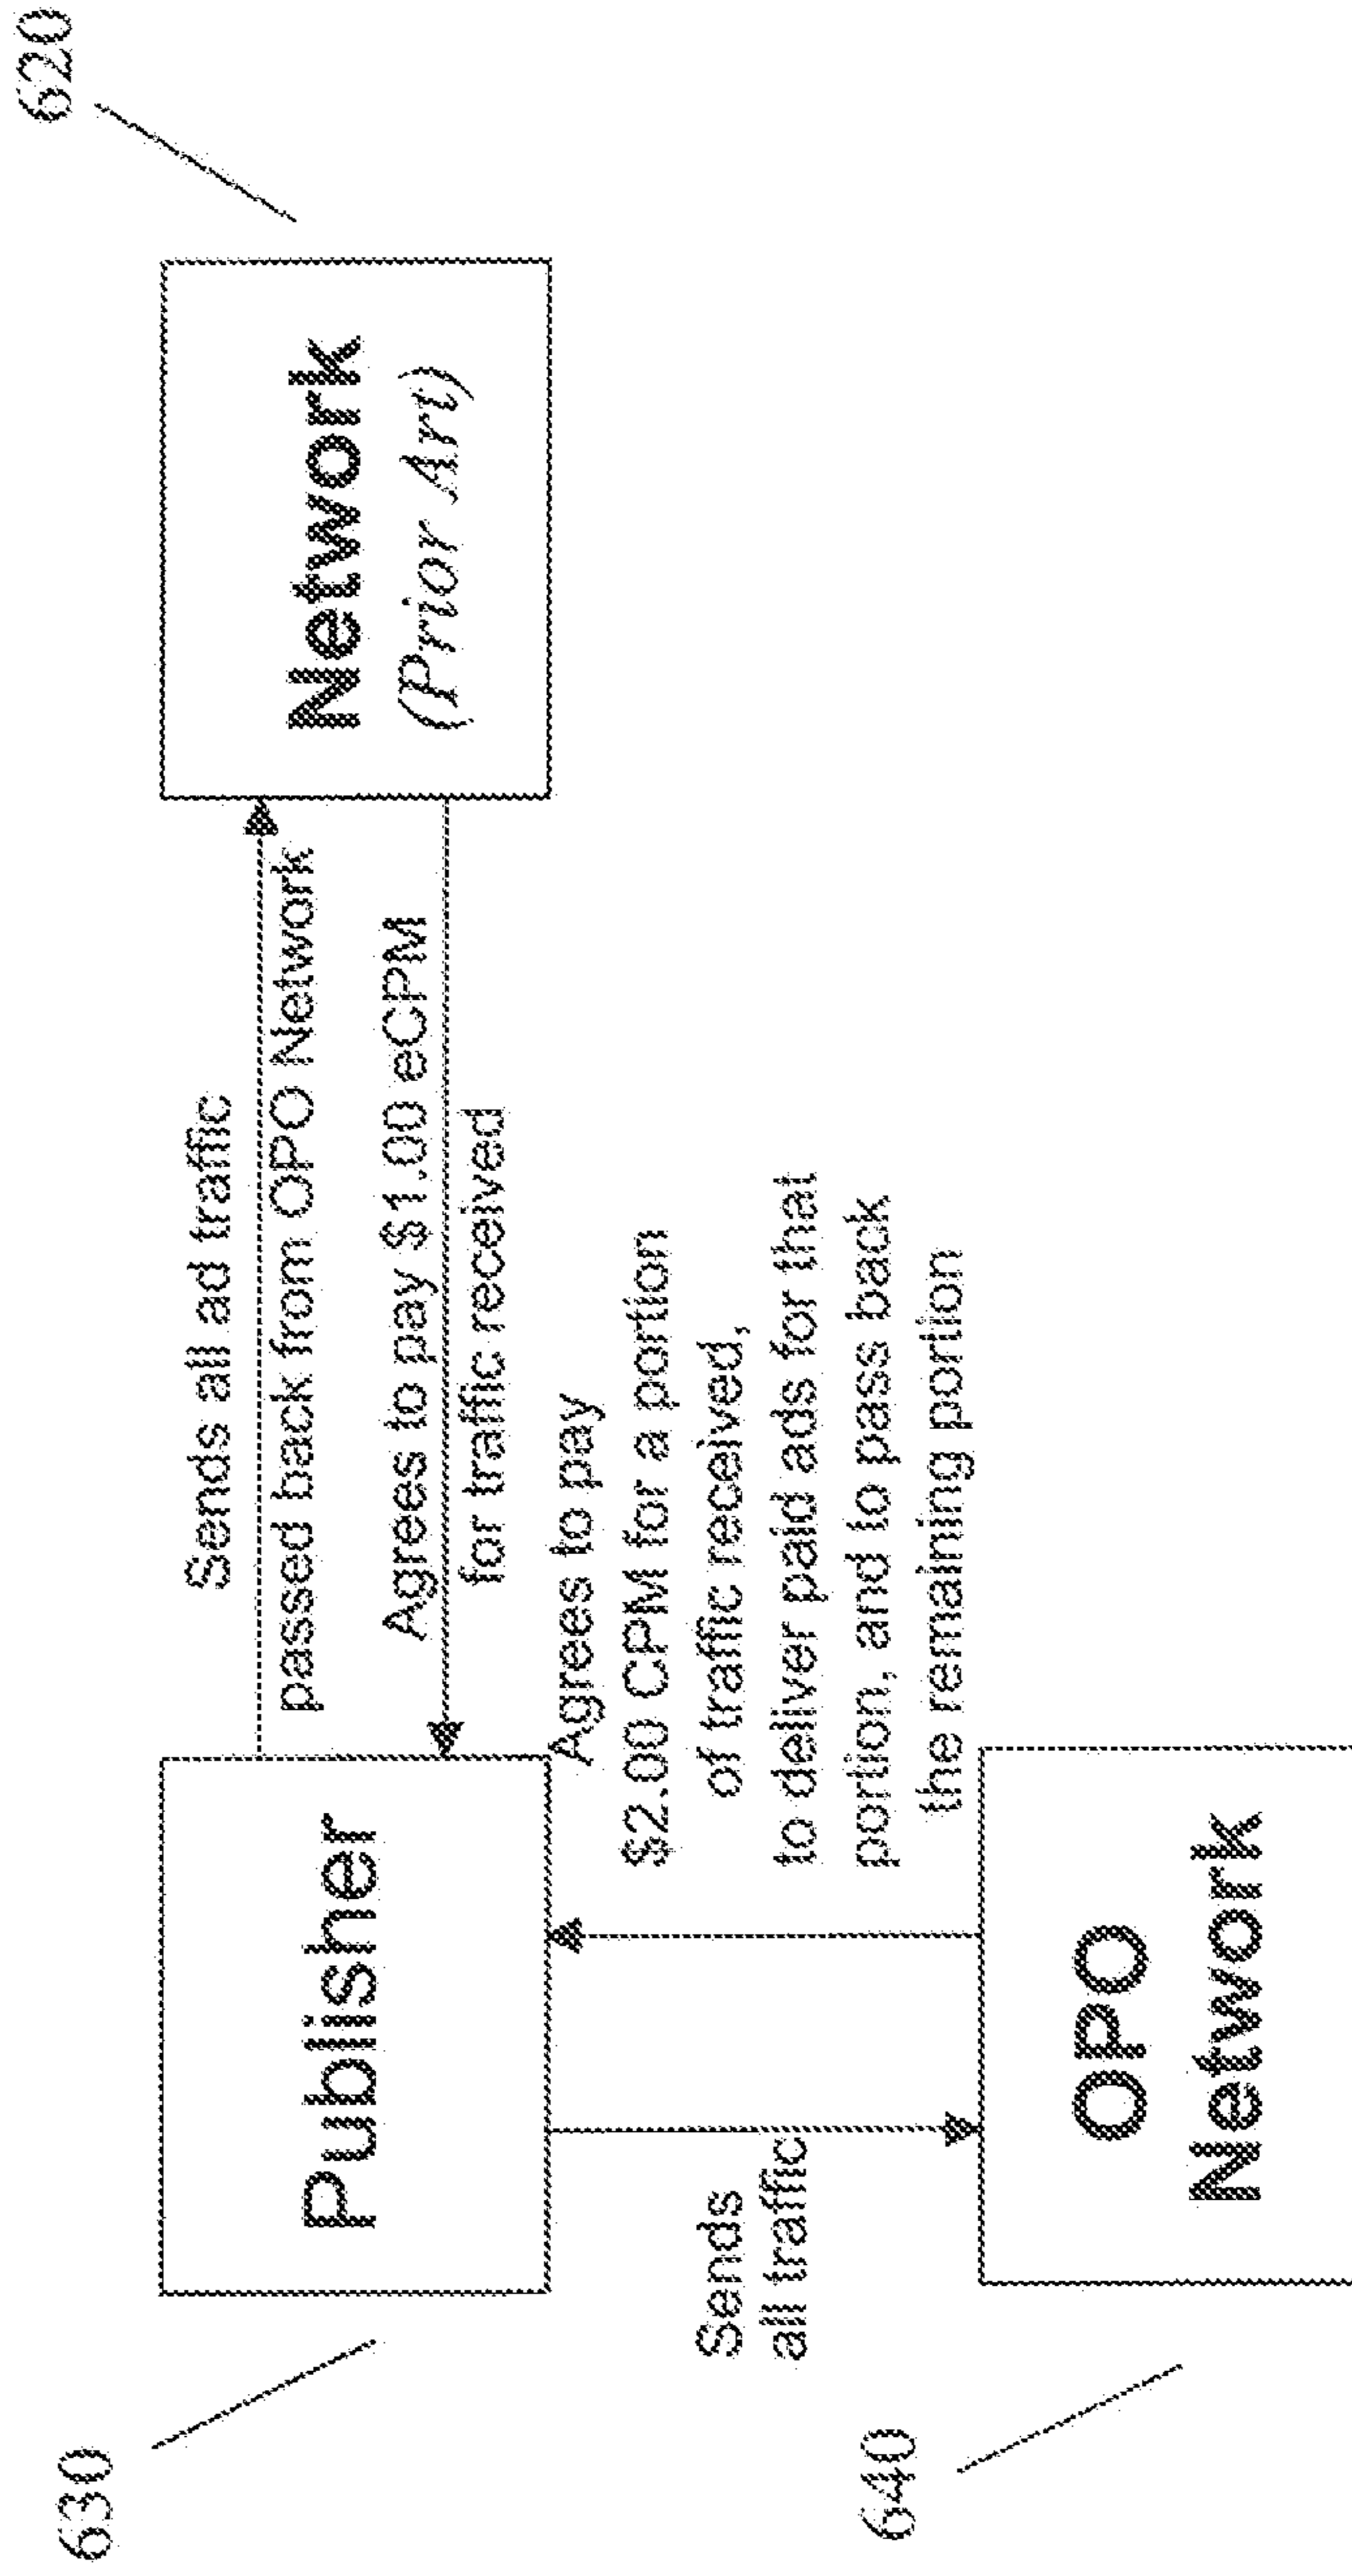 620
630
Publisher
Sends all ad traffic
passed back from OPO Network
Agrees to pay $1.00 eCPM
for traffic received
Network
(Prior Art)
Sends
all traffic
Agrees to pay
$2.00 CPM for a portion
of traffic received,
to deliver paid ads for that
portion, and to pass back
the remaining portion
640
OPO
Network